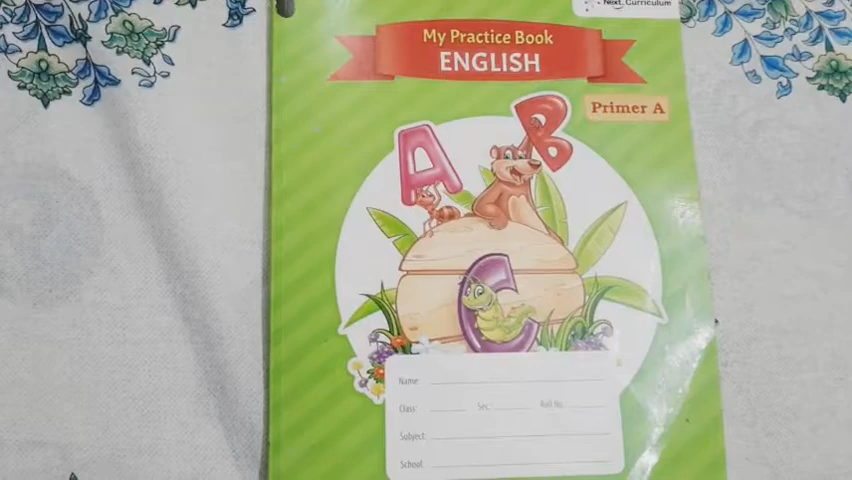 Next Curriculum
My Practice Book
ENGLISH
Primer A
A
B
C
Name:
Class: Sec: Roll No.
Subject:
School: